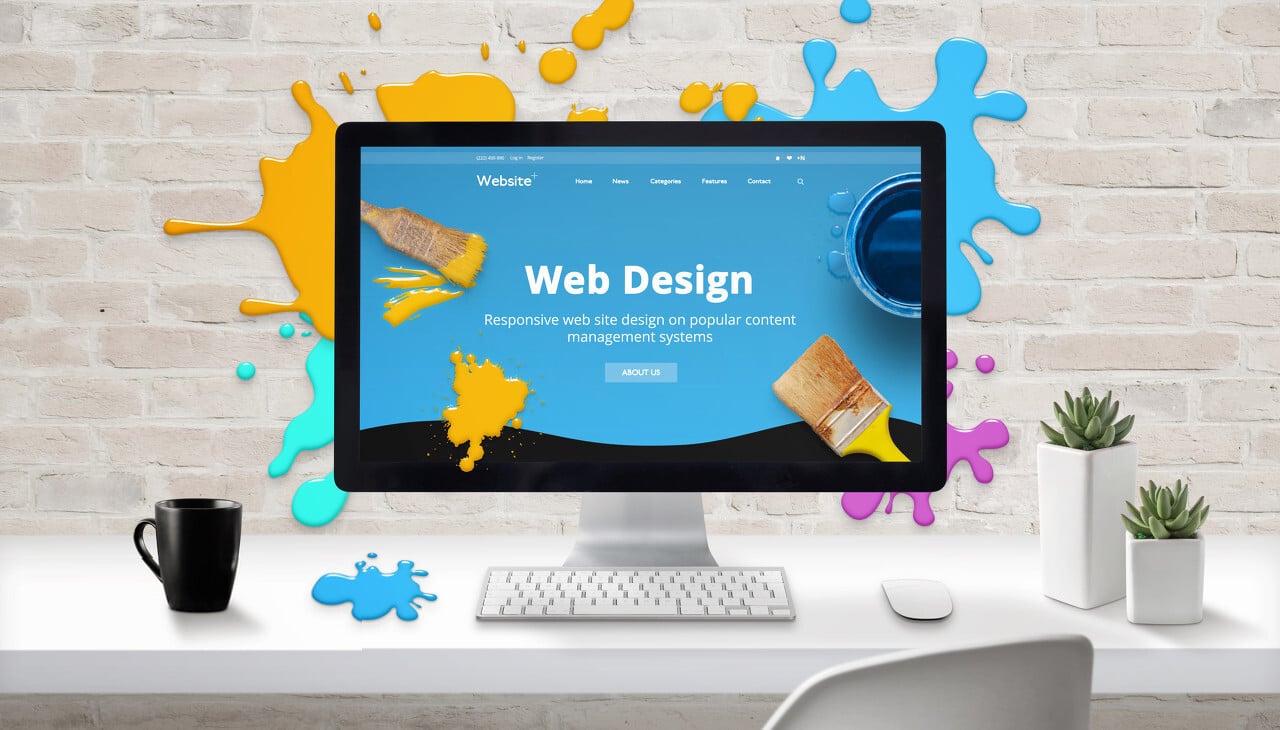 (222) 456-890 Log in Register
Website+
Home News Categories Features Contact
Web Design
Responsive web site design on popular content
management systems
ABOUT US